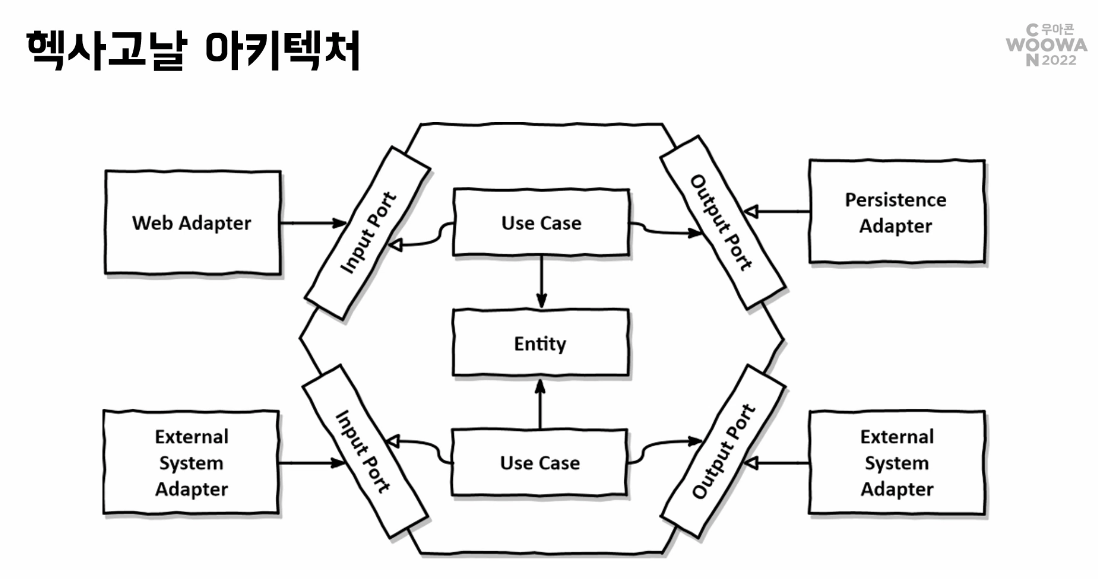 헥사고날 아키텍처
C 우아콘
WOOWA
N 2022
Web Adapter
Input Port
Use Case
Output Port
Persistence
Adapter
Entity
External
System
Adapter
Input Port
Use Case
Output Port
External
System
Adapter